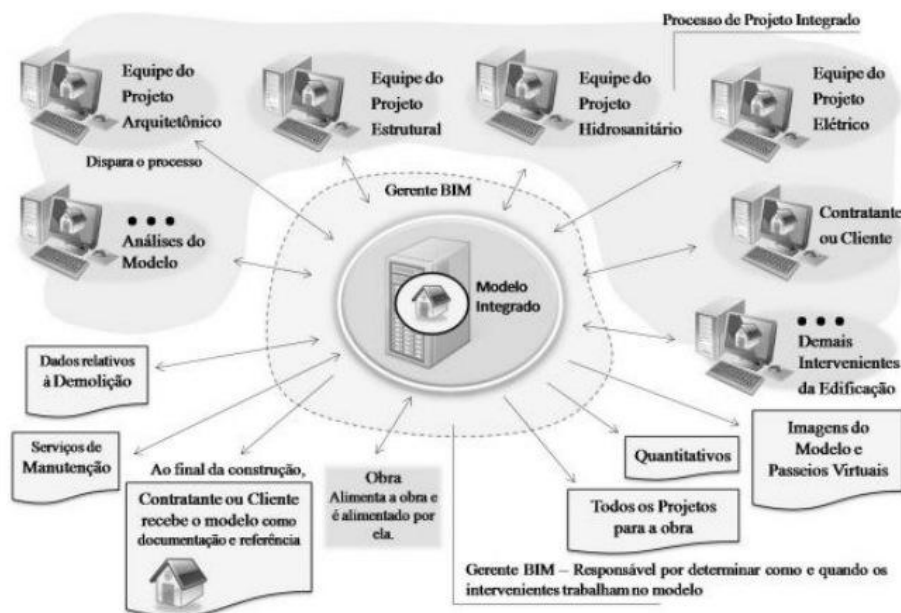 Processo de Projeto Integrado
Equipe do
Projeto
Arquitetônico
Equipe do
Projeto
Estrutural
Equipe do
Projeto
Hidrosanitário
Equipe do
Projeto
Elétrico
Dispara o processo
Gerente BIM
Análises do
Modelo
Contratante
ou Cliente
Modelo
Integrado
Demais
Intervenientes
da Edificação
Dados relativos
à Demolição
Serviços de
Manutenção
Ao final da construção,
Contratante ou Cliente
recebe o modelo como
documentação e referência
Obra
Alimenta a obra e
é alimentado por
ela.
Quantitativos
Imagens do
Modelo e
Passeios Virtuais
Todos os Projetos
para a obra
Gerente BIM – Responsável por determinar como e quando os
intervenientes trabalham no modelo